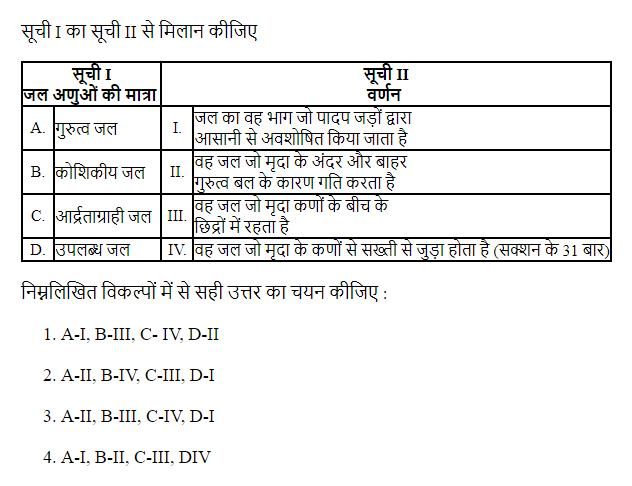 सूची I का सूची II से मिलान कीजिए
सूची I
जल अणुओं की मात्रा
सूची II
वर्णन
A. गुरुत्व जल I. जल का वह भाग जो पादप जड़ों द्वारा
आसानी से अवशोषित किया जाता है
B. कोशिकीय जल II. वह जल जो मृदा के अंदर और बाहर
गुरुत्व बल के कारण गति करता है
C. आर्द्रताग्राही जल III. वह जल जो मृदा कणों के बीच के
छिद्रों में रहता है
D. उपलब्ध जल IV. वह जल जो मृदा के कणों से सख्ती से जुड़ा होता है (सक्शन के 31 बार)
निम्नलिखित विकल्पों में से सही उत्तर का चयन कीजिए :
1. A-I, B-III, C- IV, D-II
2. A-II, B-IV, C-III, D-I
3. A-II, B-III, C-IV, D-I
4. A-I, B-II, C-III, DIV